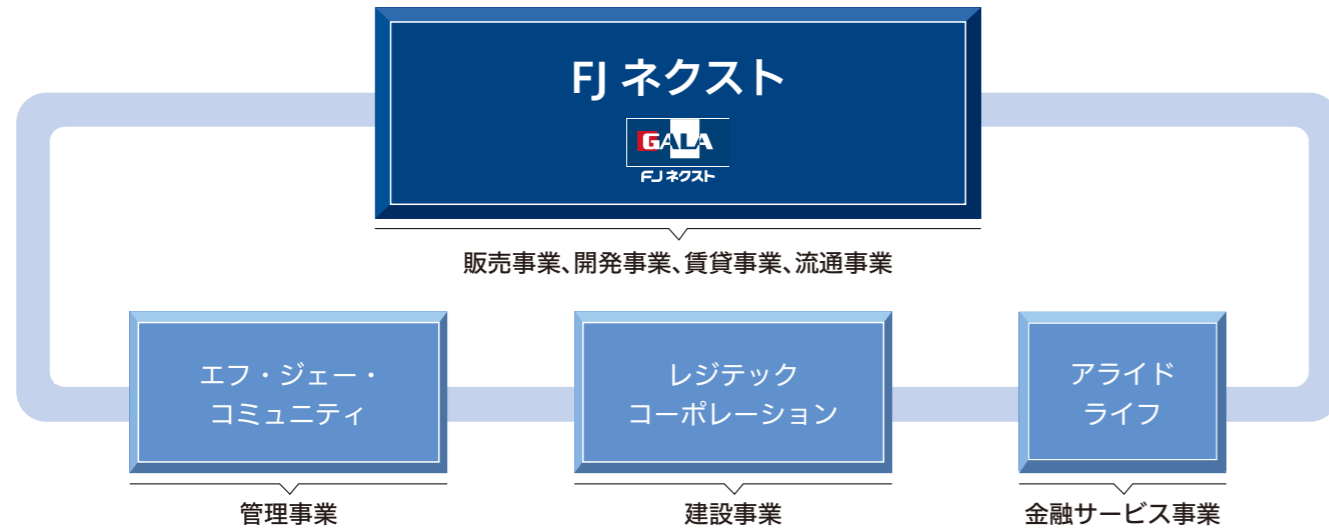 FJ ネクスト
GALA
FJネクスト
販売事業、開発事業、賃貸事業、流通事業
エフ・ジェー・
コミュニティ
レジテック
コーポレーション
アライド
ライフ
管理事業
建設事業
金融サービス事業